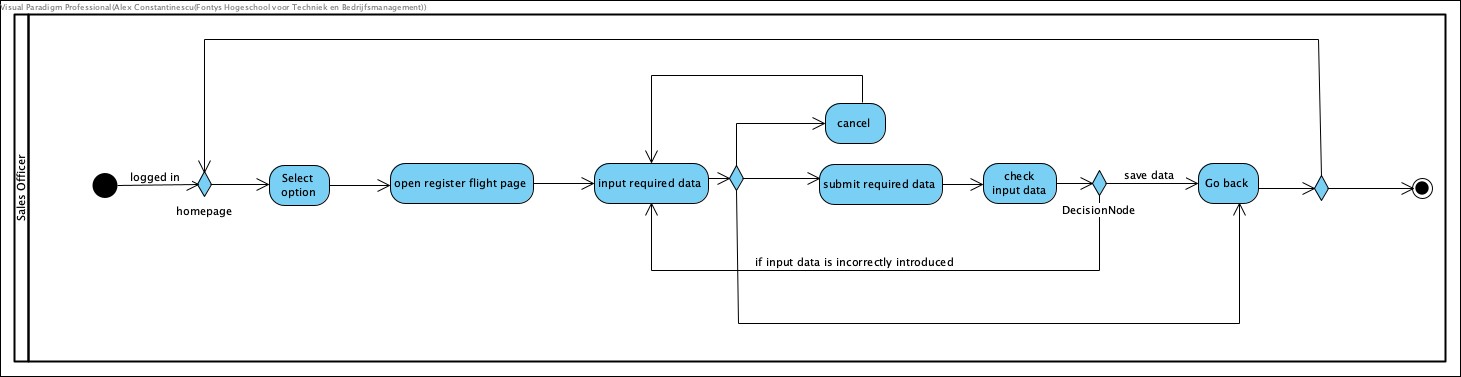 Visual Paradigm Professional(Alex Constantinescu(Fontys Hogeschool voor Techniek en Bedrijfsmanagement))
Sales Officer
logged in
homepage
Select
option
open register flight page
input required data
cancel
submit required data
check
input data
DecisionNode
save data
Go back
if input data is incorrectly introduced